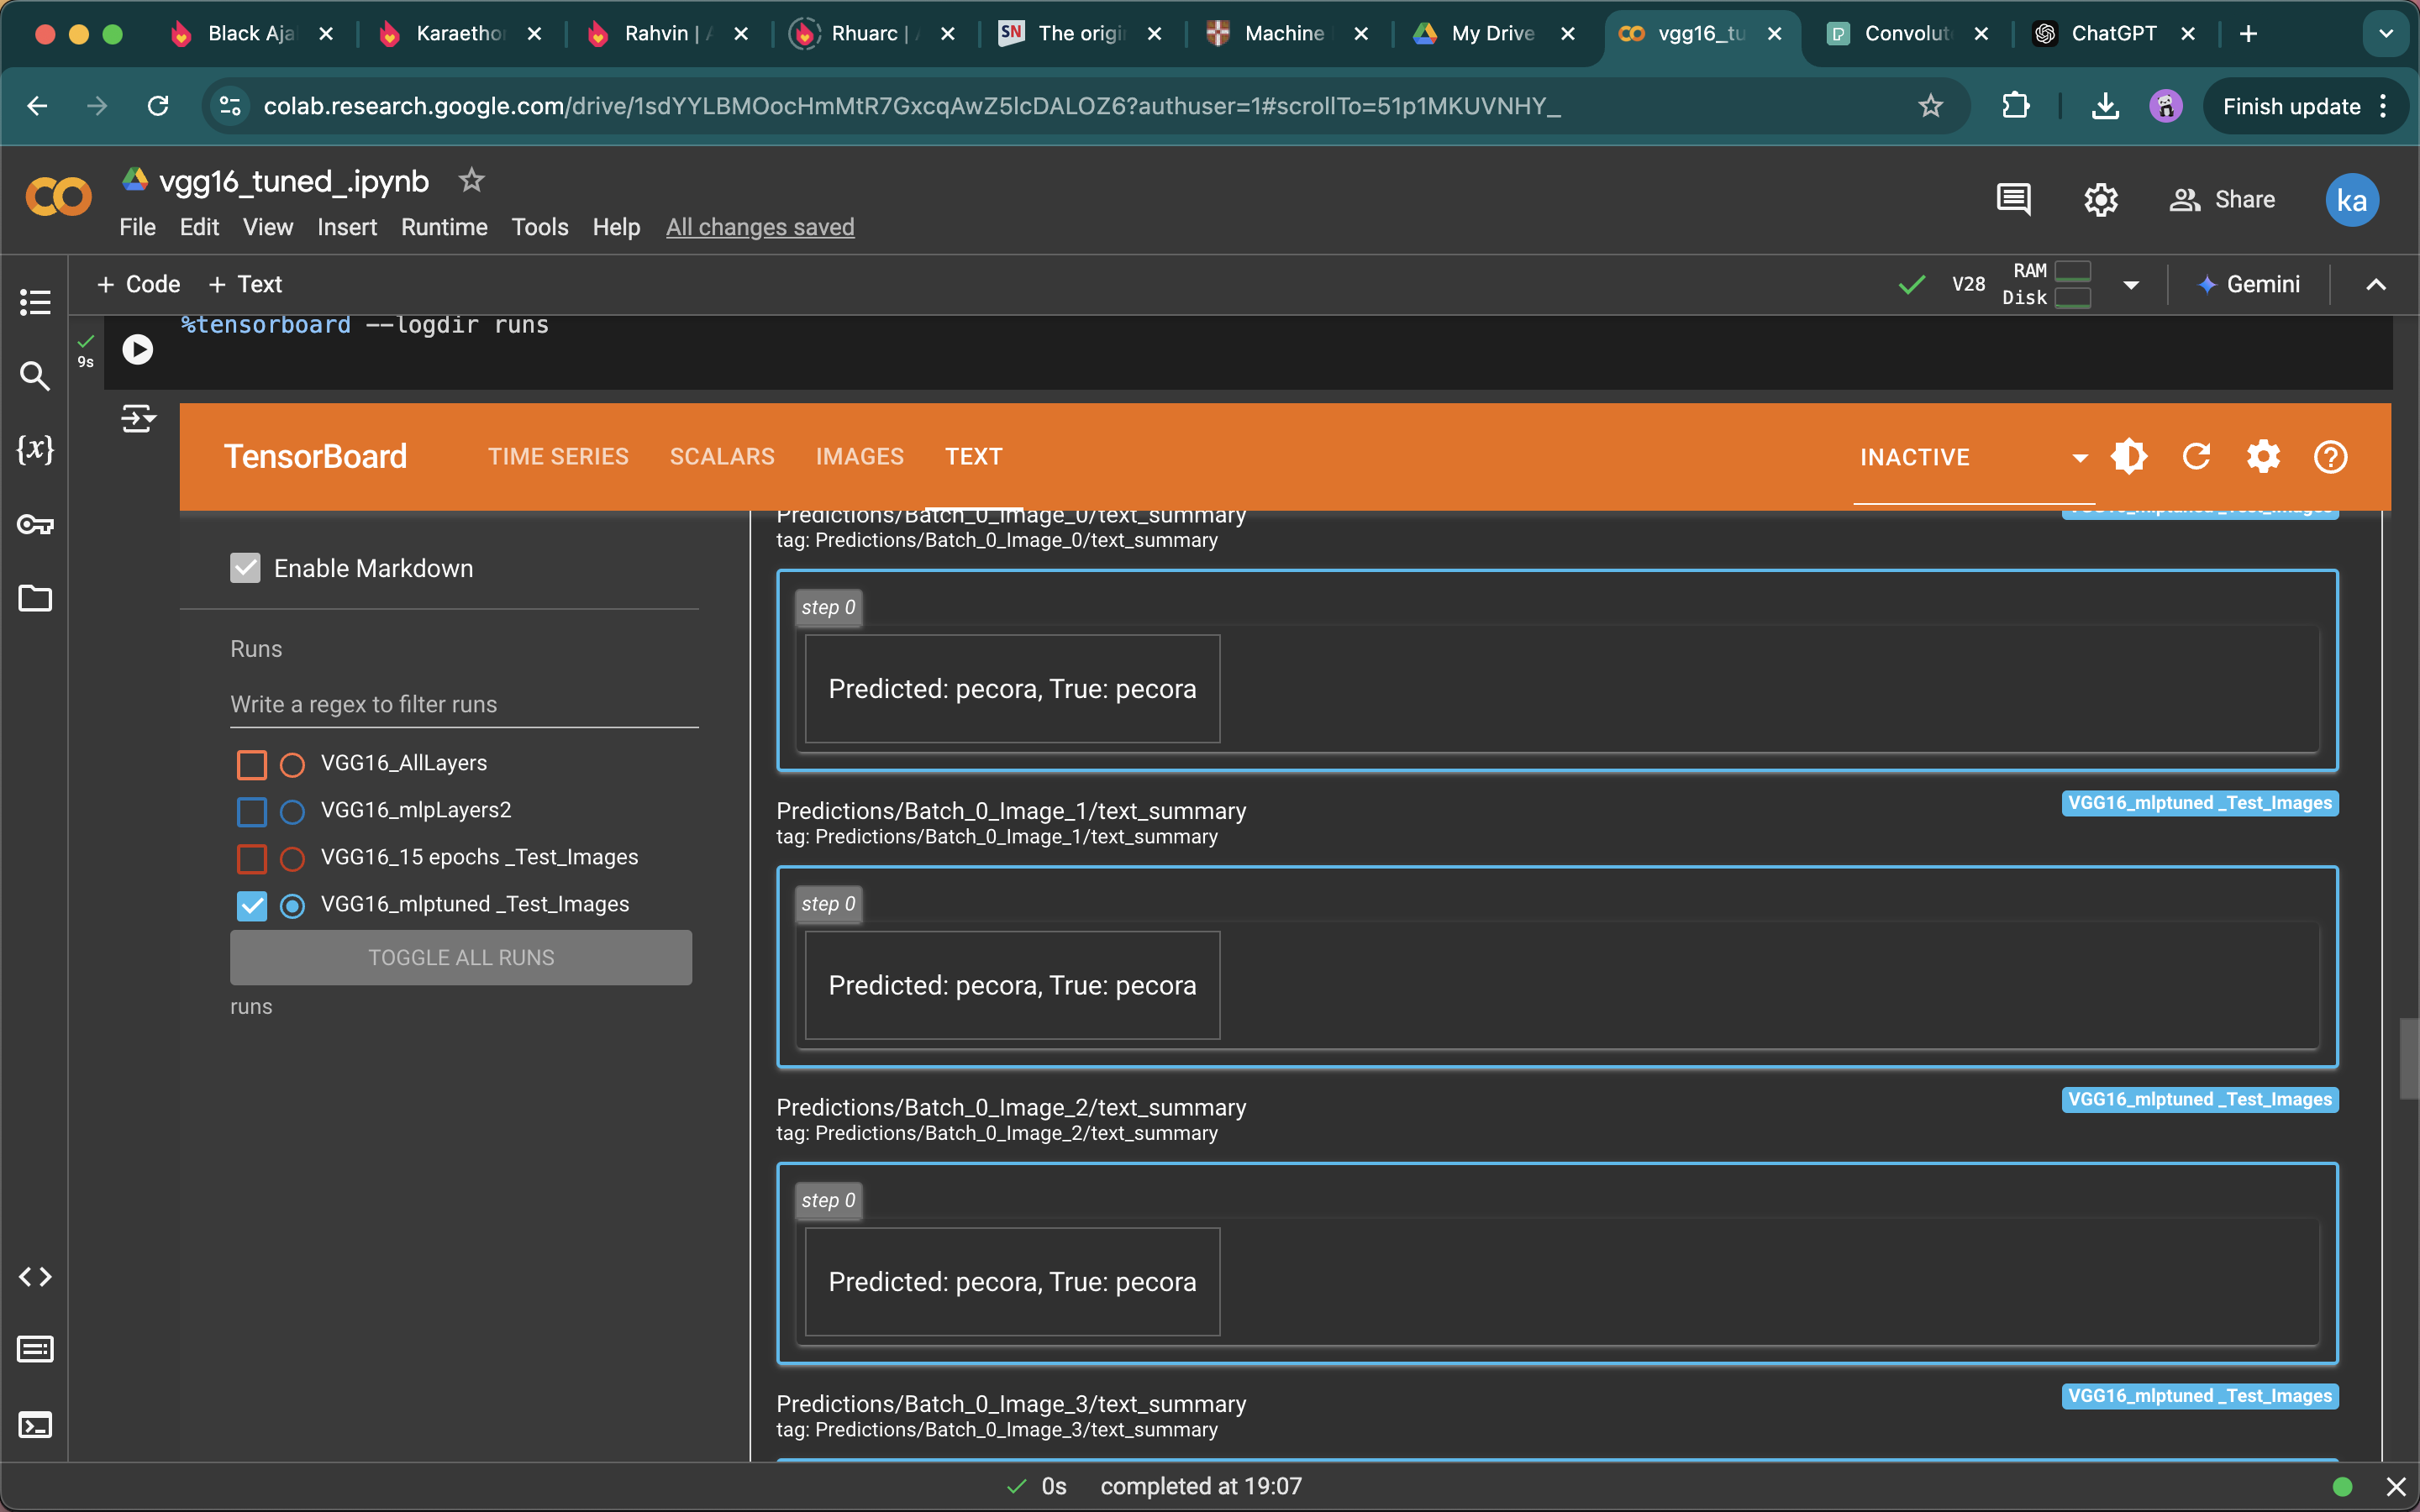 Black Aja
Karaethon
Rahvin |
Rhuarc |
SN The origi
Machine
My Drive
vgg16_tu
Convolut
ChatGPT
colab.research.google.com/drive/1sdYYLBMOocHmMtR7GxcqAwZ5lcDALOZ6?authuser=1#scrollTo=51p1MKUVNHY_
Finish update
vgg16_tuned_.ipynb
File Edit View Insert Runtime Tools Help All changes saved
Share
ka
+ Code + Text
V28
RAM
Disk
Gemini
%tensorboard --logdir runs
9s
{x}
TensorBoard TIME SERIES SCALARS IMAGES TEXT INACTIVE
Enable Markdown
Runs
Write a regex to filter runs
VGG16_AllLayers
VGG16_mlpLayers2
VGG16_15 epochs _Test_Images
VGG16_mlptuned _Test_Images
TOGGLE ALL RUNS
runs
Predictions/Batch_0_Image_0/text_summary
VGG16_mlptuned _Test_Images
tag: Predictions/Batch_0_Image_0/text_summary
step 0
Predicted: pecora, True: pecora
Predictions/Batch_0_Image_1/text_summary
VGG16_mlptuned _Test_Images
tag: Predictions/Batch_0_Image_1/text_summary
step 0
Predicted: pecora, True: pecora
Predictions/Batch_0_Image_2/text_summary
VGG16_mlptuned _Test_Images
tag: Predictions/Batch_0_Image_2/text_summary
step 0
Predicted: pecora, True: pecora
Predictions/Batch_0_Image_3/text_summary
VGG16_mlptuned _Test_Images
tag: Predictions/Batch_0_Image_3/text_summary
0s completed at 19:07